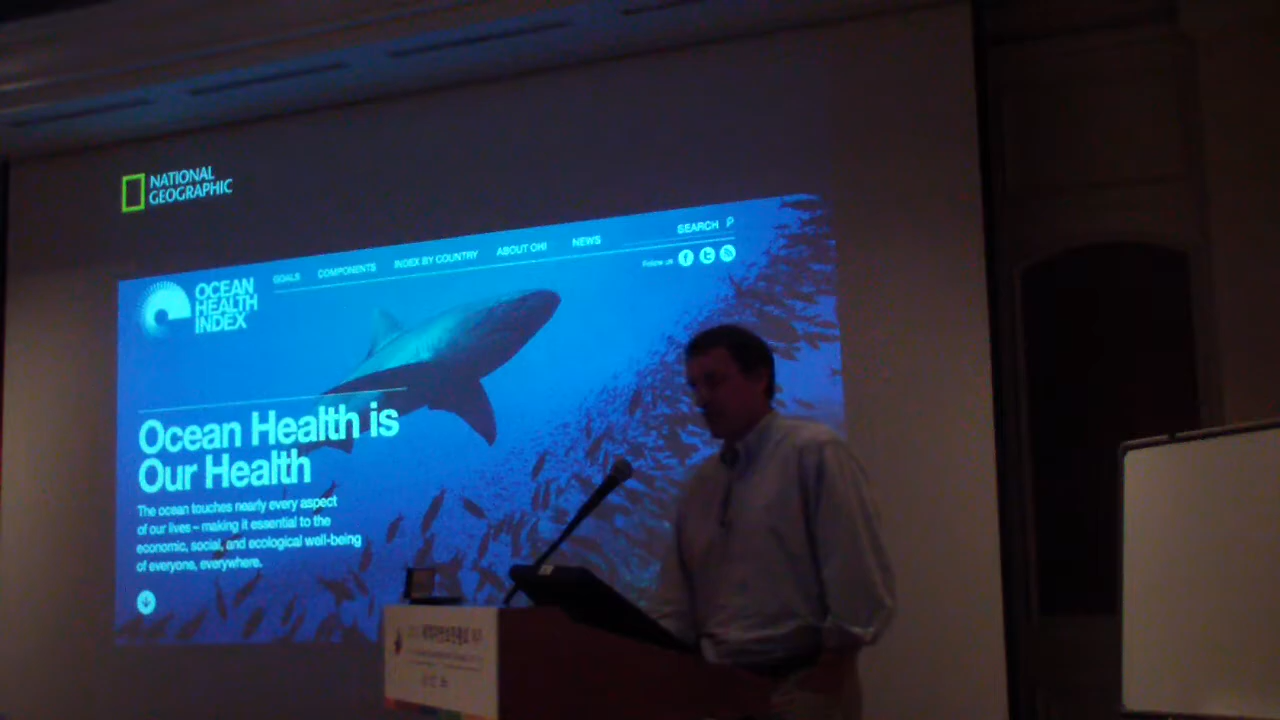 NATIONAL
GEOGRAPHIC
OCEAN
HEALTH
INDEX
GOALS COMPONENTS INDEX BY COUNTRY ABOUT OHI NEWS SEARCH
Follow us
Ocean Health is
Our Health
The ocean touches nearly every aspect
of our lives – making it essential to the
economic, social, and ecological well-being
of everyone, everywhere.